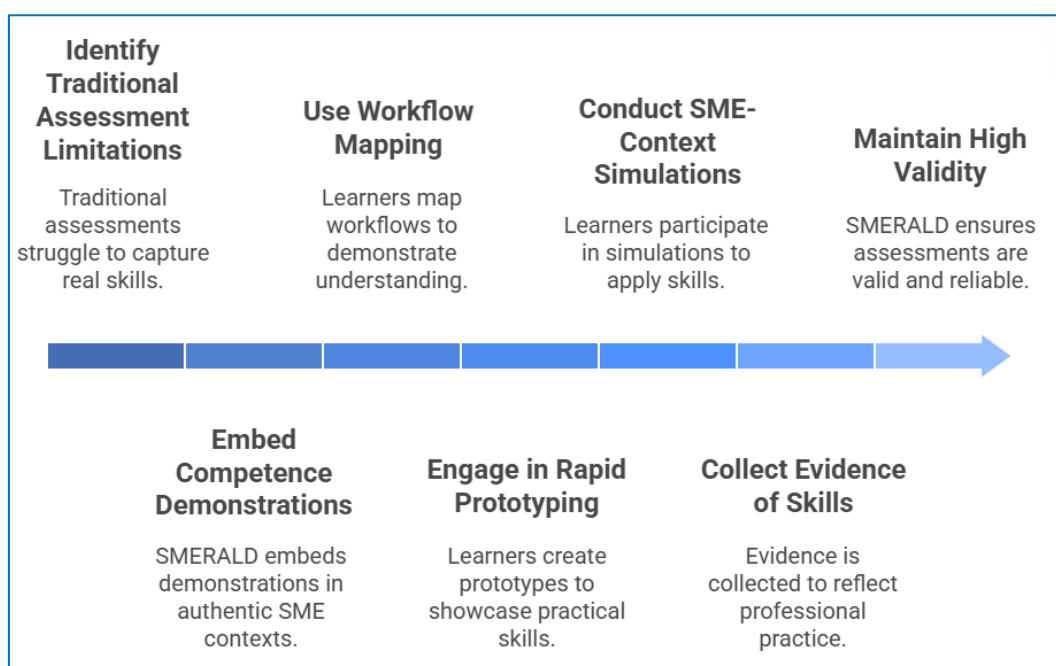 Identify
Traditional
Assessment
Limitations
Traditional
assessments
struggle to capture
real skills.
Embed
Competence
Demonstrations
SMERALD embeds
demonstrations in
authentic SME
contexts.
Use Workflow
Mapping
Learners map
workflows to
demonstrate
understanding.
Engage in Rapid
Prototyping
Learners create
prototypes to
showcase practical
skills.
Conduct SME-
Context
Simulations
Learners participate
in simulations to
apply skills.
Collect Evidence
of Skills
Evidence is
collected to reflect
professional
practice.
Maintain High
Validity
SMERALD ensures
assessments are
valid and reliable.